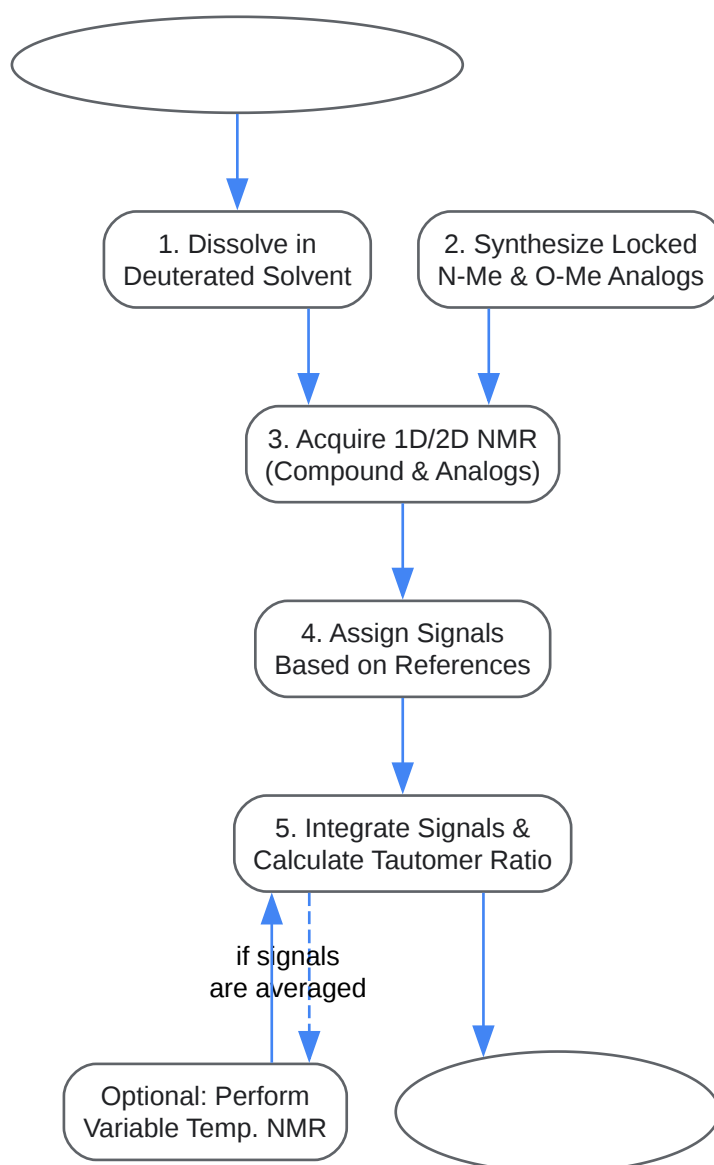 1. Dissolve in
Deuterated Solvent
2. Synthesize Locked
N-Me & O-Me Analogs
3. Acquire 1D/2D NMR
(Compound & Analogs)
4. Assign Signals
Based on References
5. Integrate Signals &
Calculate Tautomer Ratio
if signals
are averaged
Optional: Perform
Variable Temp. NMR